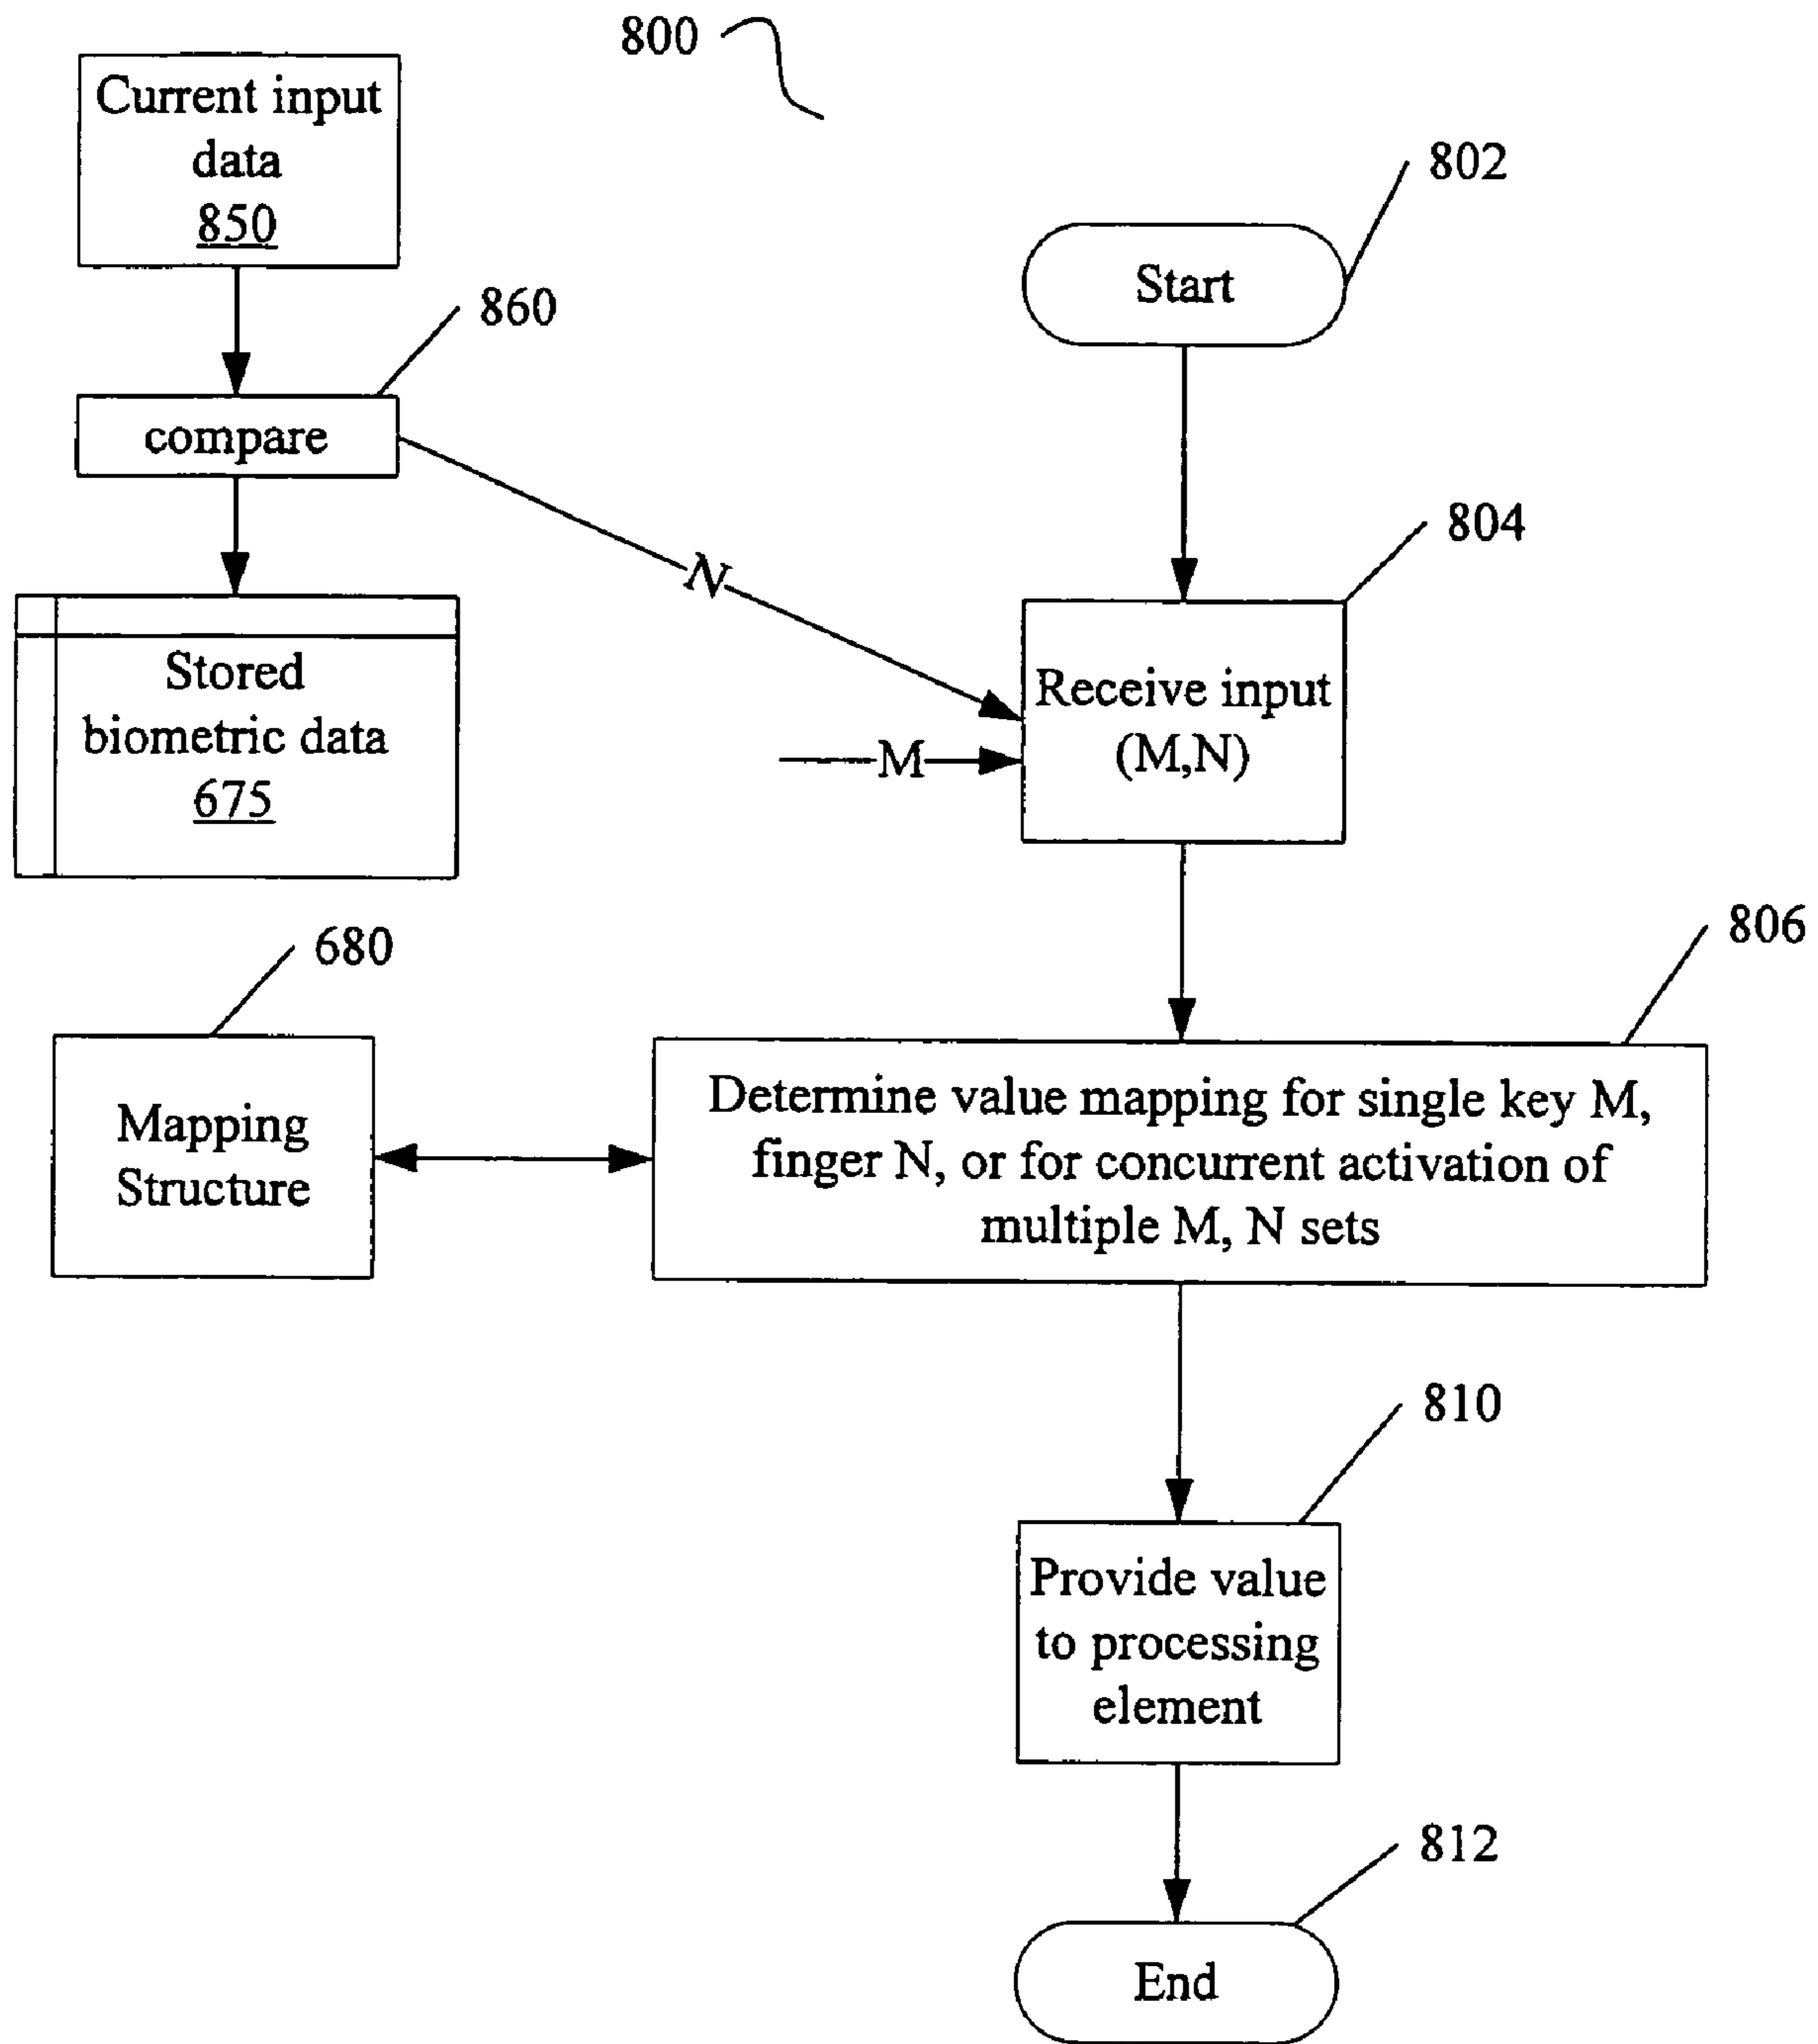 800
Current input
data
850
802
Start
860
compare
N
804
Receive input
(M,N)
M
Stored
biometric data
675
680
806
Mapping
Structure
Determine value mapping for single key M,
finger N, or for concurrent activation of
multiple M, N sets
810
Provide value
to processing
element
812
End